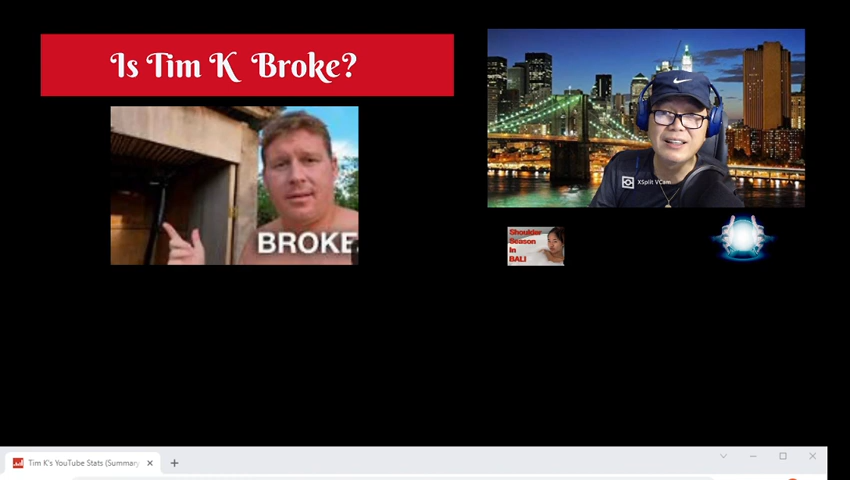 Is Tim K Broke?
BROKE
XSplit VCam
Shoulder
Season
In
BALI
Tim K's YouTube Stats (Summary